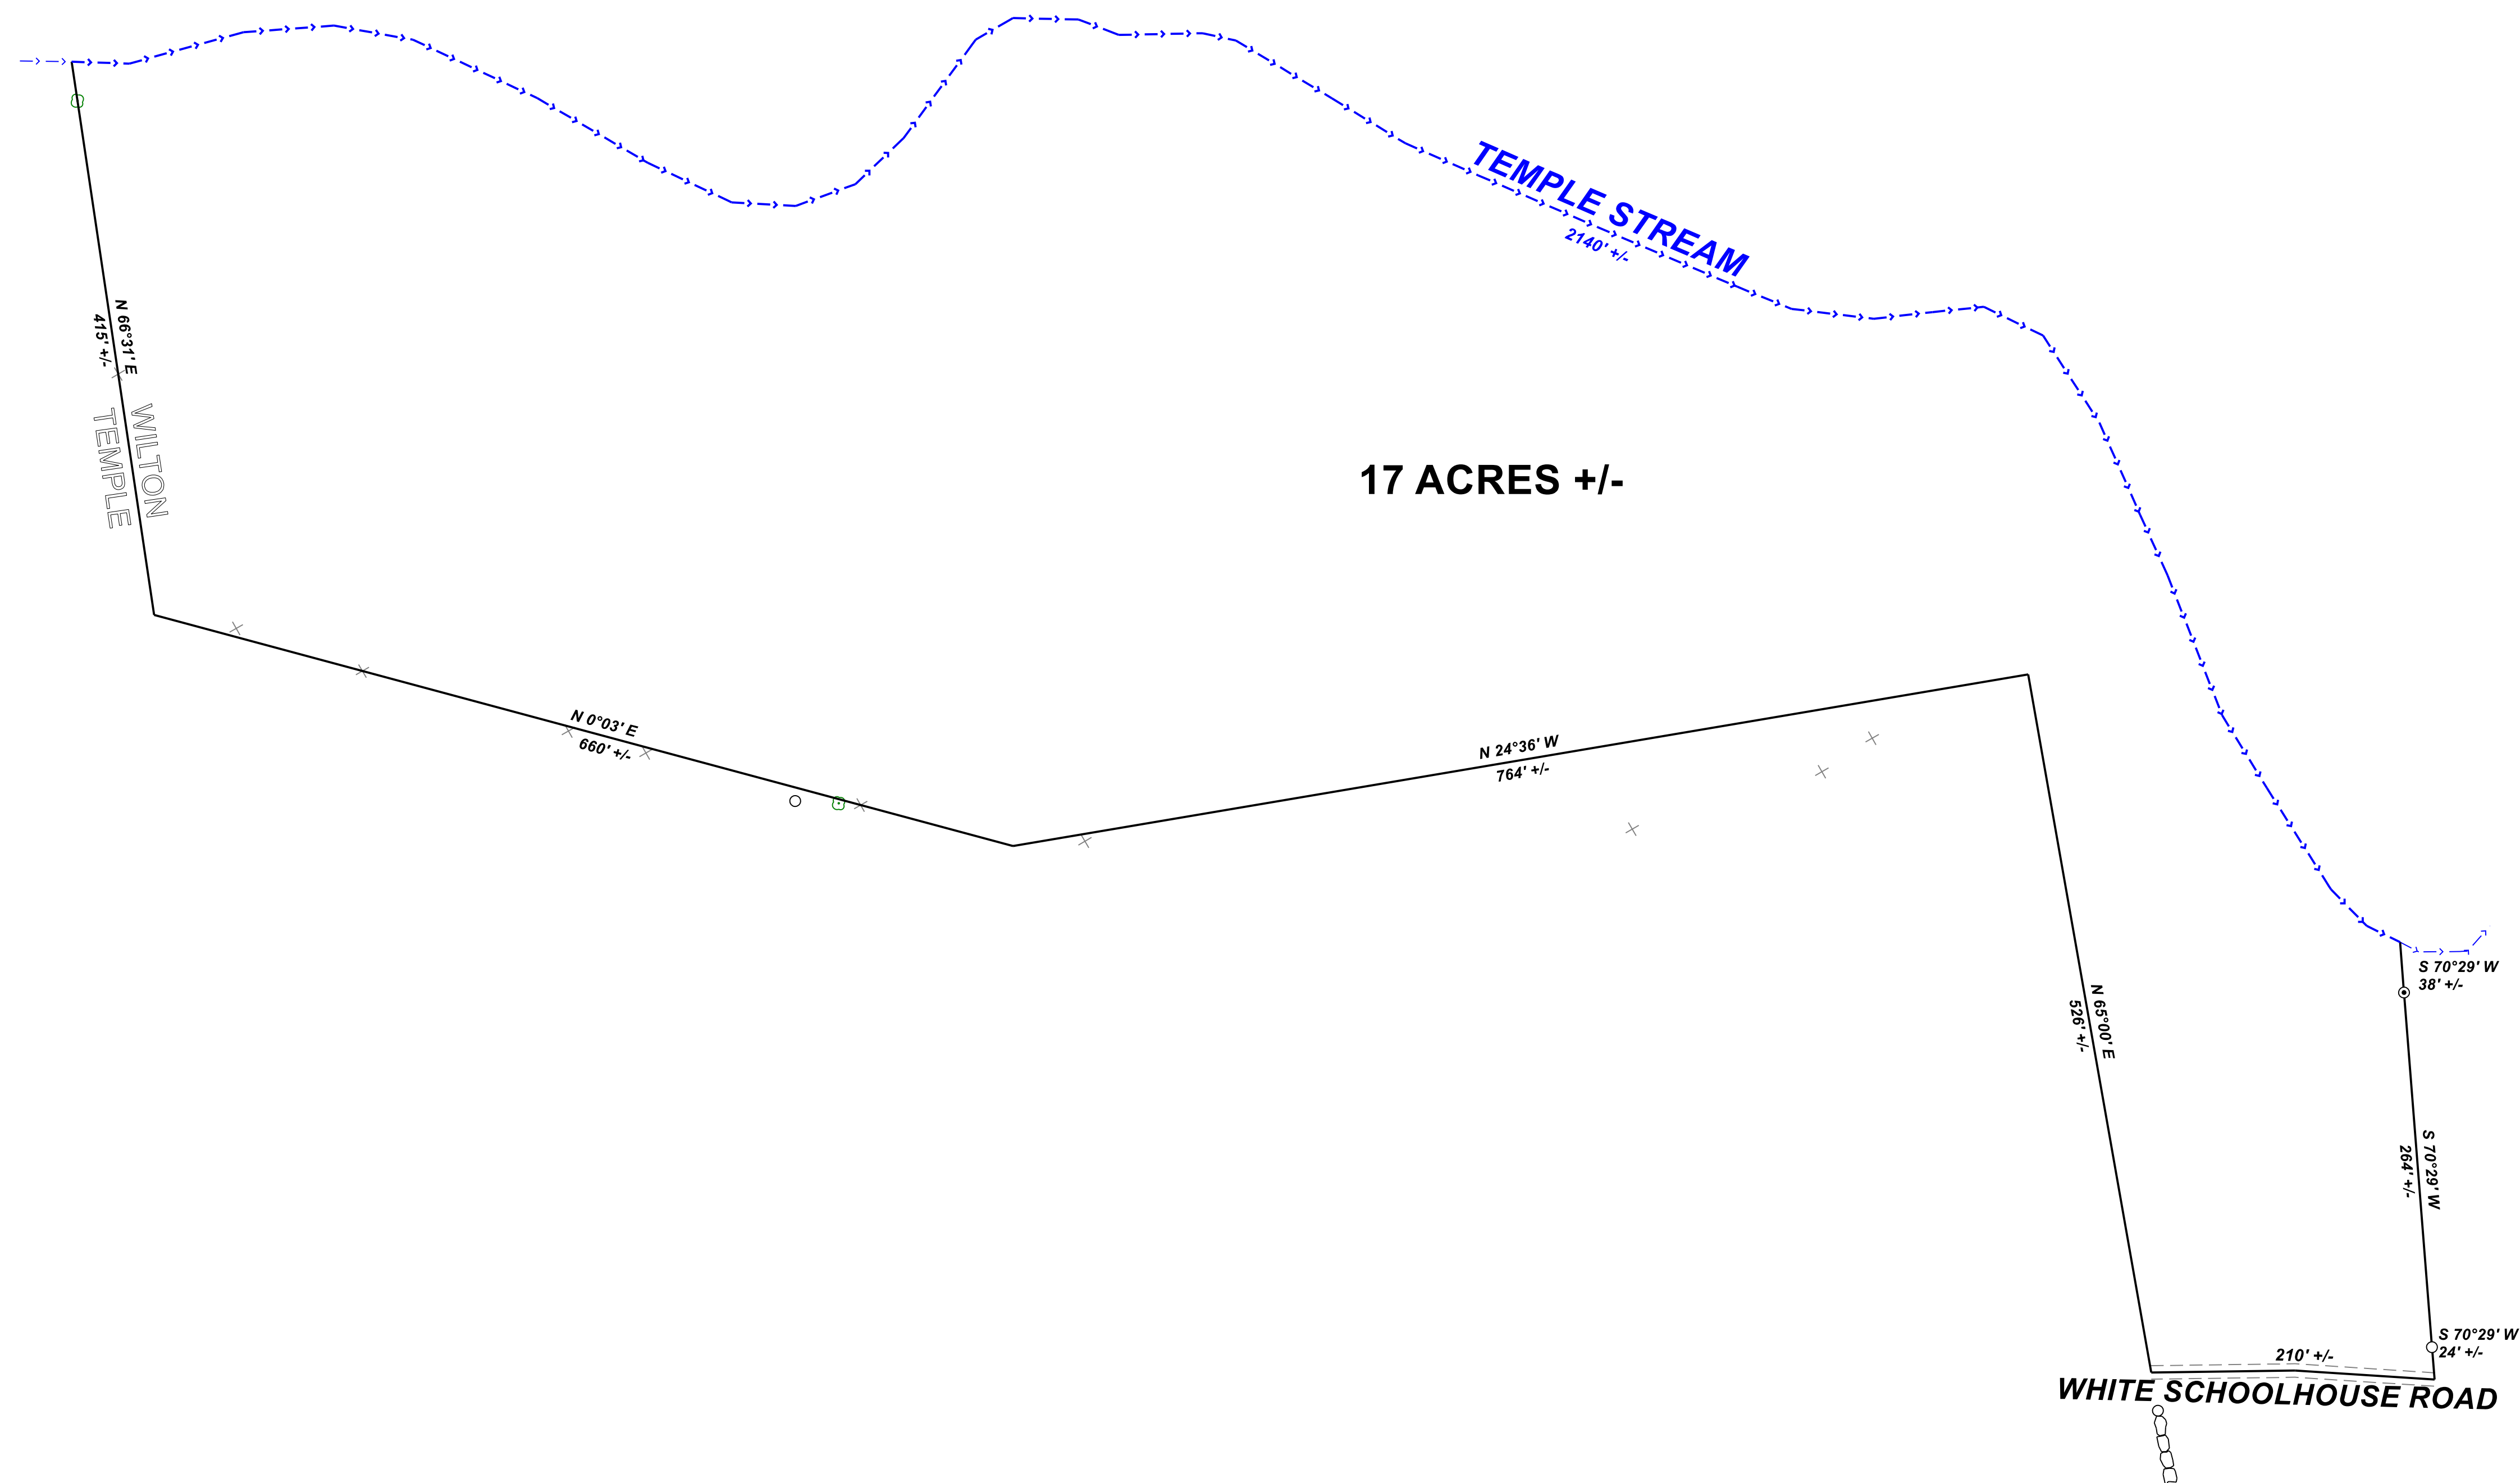 TEMPLE STREAM
2140' +/-
N 66°31' E
415' +/-
WILTON
TEMPLE
17 ACRES +/-
N 0°03' E
660' +/-
N 24°36' W
764' +/-
S 70°29' W
38' +/-
N 65°00' E
526' +/-
S 70°29' W
264' +/-
S 70°29' W
24' +/-
210' +/-
WHITE SCHOOLHOUSE ROAD